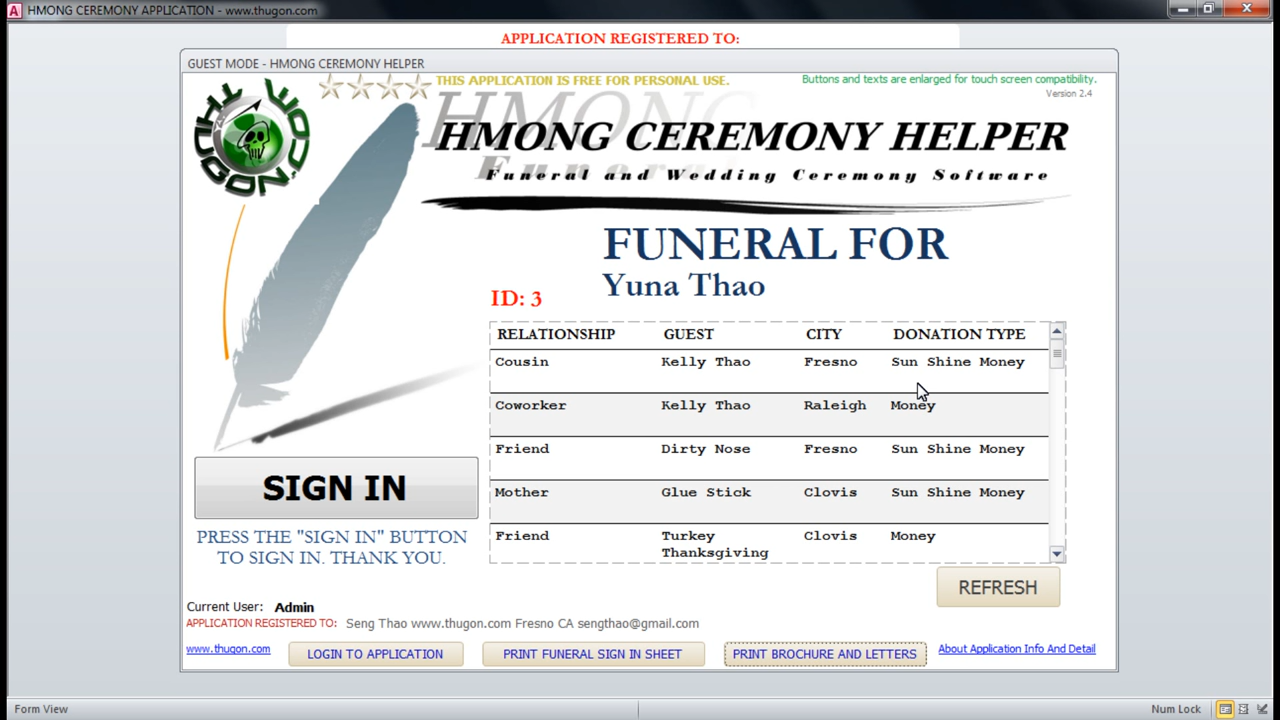 HMONG CEREMONY APPLICATION - www.thugon.com
APPLICATION REGISTERED TO:
GUEST MODE - HMONG CEREMONY HELPER
THIS APPLICATION IS FREE FOR PERSONAL USE.
Buttons and texts are enlarged for touch screen compatibility.
Version 2.4
THUGON.COM
HMONG
HMONG CEREMONY HELPER
Funeral
Funeral and Wedding Ceremony Software
FUNERAL FOR
Yuna Thao
ID: 3
RELATIONSHIP GUEST CITY DONATION TYPE
Cousin Kelly Thao Fresno Sun Shine Money
Coworker Kelly Thao Raleigh Money
Friend Dirty Nose Fresno Sun Shine Money
Mother Glue Stick Clovis Sun Shine Money
Friend Turkey Clovis Money
Thanksgiving
SIGN IN
PRESS THE "SIGN IN" BUTTON
TO SIGN IN. THANK YOU.
REFRESH
Current User: Admin
APPLICATION REGISTERED TO: Seng Thao www.thugon.com Fresno CA sengthao@gmail.com
www.thugon.com LOGIN TO APPLICATION PRINT FUNERAL SIGN IN SHEET PRINT BROCHURE AND LETTERS About Application Info And Detail
Form View Num Lock